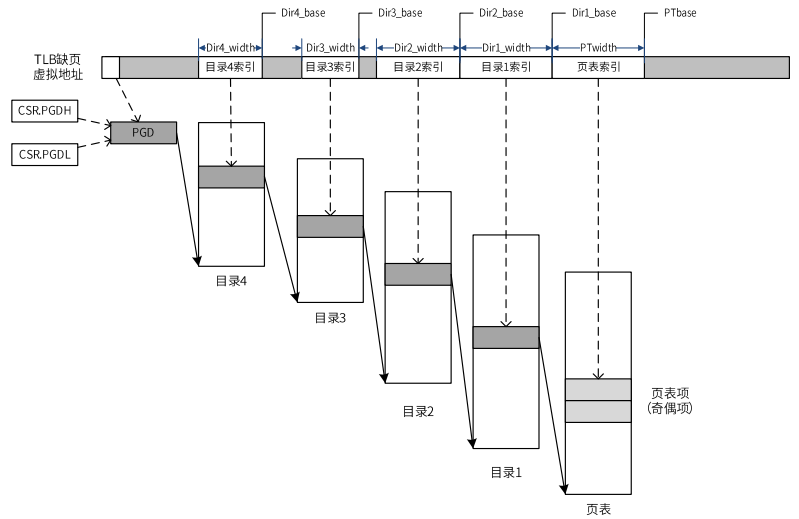 Dir4_base
Dir3_base
Dir2_base
Dir1_base
PTbase
Dir4_width
Dir3_width
Dir2_width
Dir1_width
PTwidth
TLB缺页
虚拟地址
目录4索引
目录3索引
目录2索引
目录1索引
页表索引
CSR.PGDH
PGD
CSR.PGDL
目录4
目录3
目录2
目录1
页表项
(奇偶项)
页表